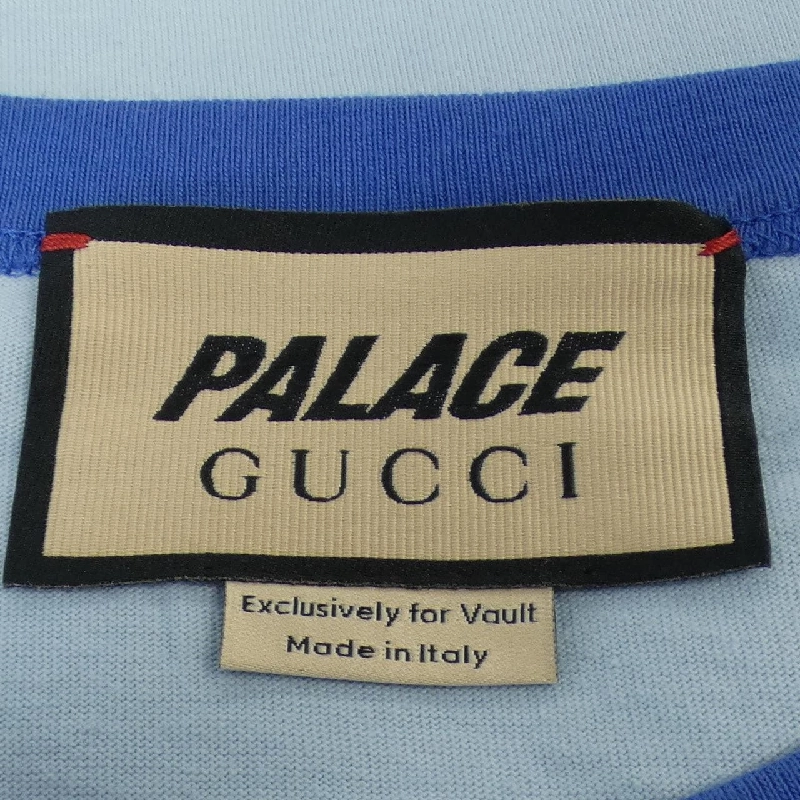 PALACE
GUCCI
Exclusively for Vault
Made in Italy